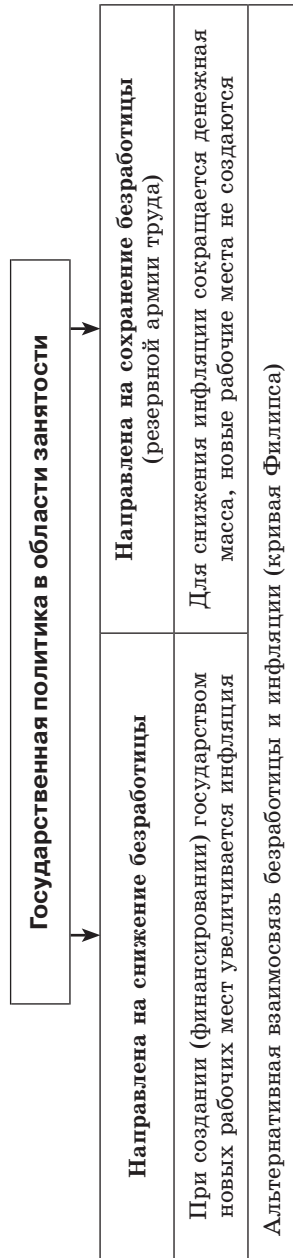 Государственная политика в области занятости
Направлена на снижение безработицы
Направлена на сохранение безработицы
(резервной армии труда)
При создании (финансировании) государством
новых рабочих мест увеличивается инфляция
Для снижения инфляции сокращается денежная
масса, новые рабочие места не создаются
Альтернативная взаимосвязь безработицы и инфляции (кривая Филипса)